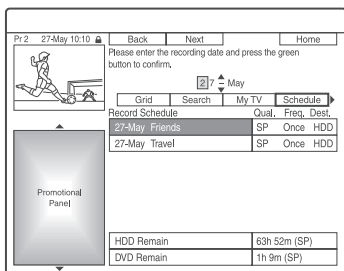 Pr 2 27-May 10:10
Back Next Home
Please enter the recording date and press the green
button to confirm.
27 May
Grid Search My TV Schedule
Record Schedule Qual. Freq. Dest.
27-May Friends SP Once HDD
27-May Travel SP Once HDD
Promotional
Panel
HDD Remain 63h 52m (SP)
DVD Remain 1h 9m (SP)